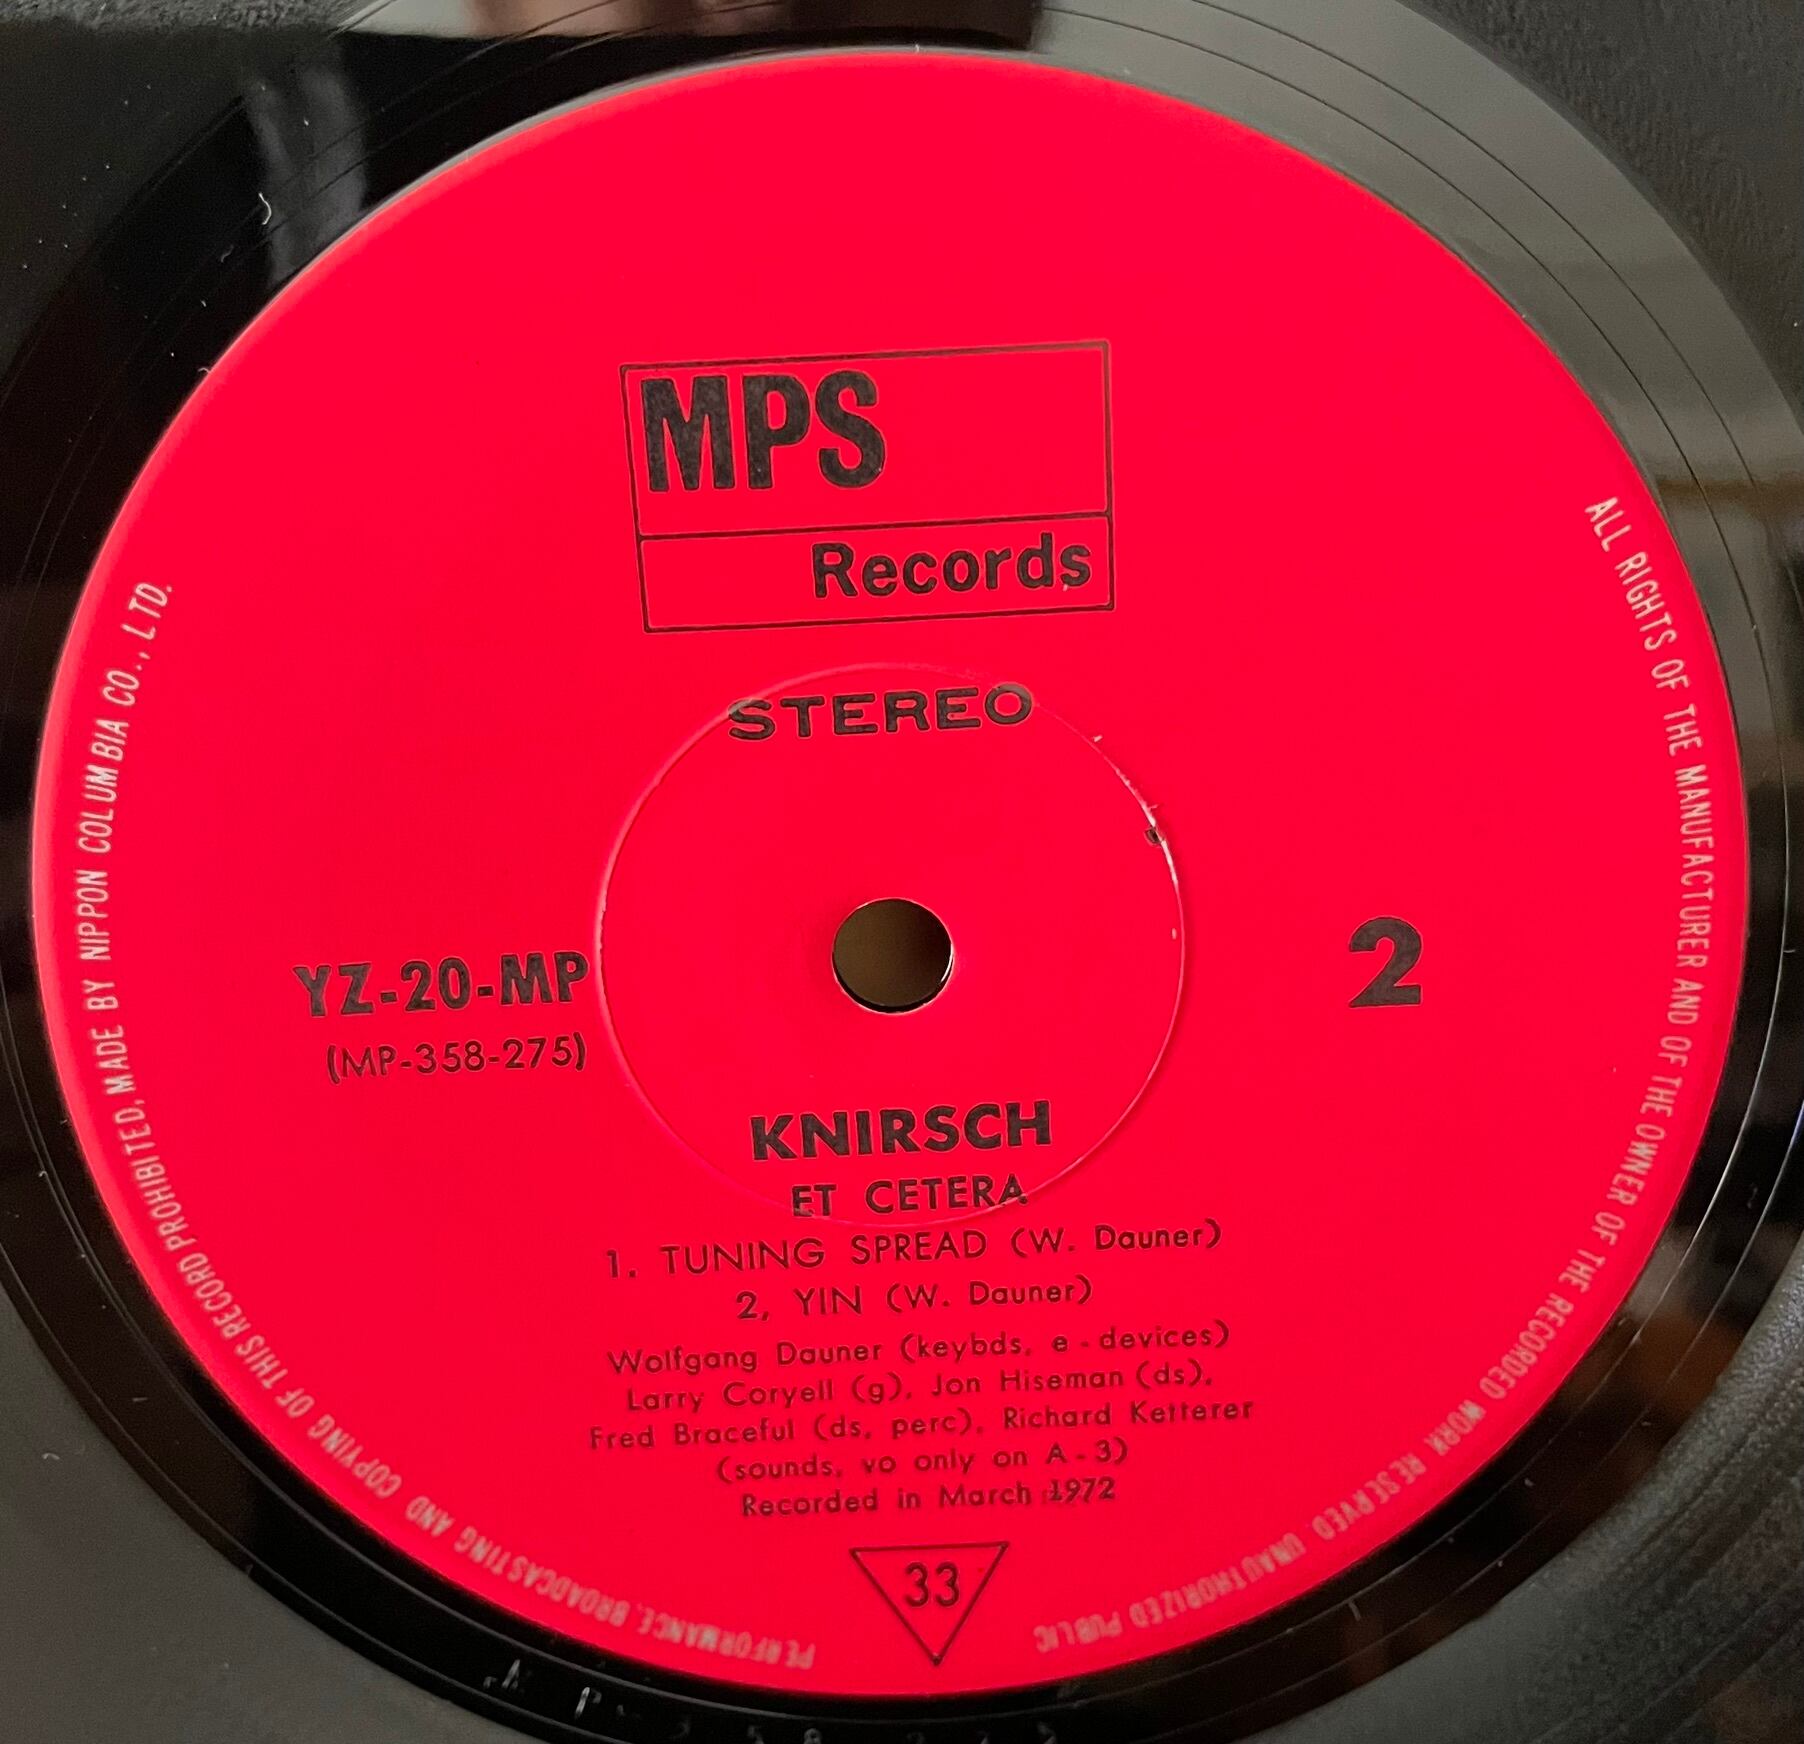 MPS
Records
STEREO
YZ-20-MP
(MP-358-275)
2
KNIRSCH
ET CETERA
1. TUNING SPREAD (W. Dauner)
2, YIN (W. Dauner)
Wolfgang Dauner (keybds, e-devices)
Larry Coryell (g), Jon Hiseman (ds),
Fred Braceful (ds, perc), Richard Ketterer
(sounds, vo only on A-3)
Recorded in March 1972
33
ALL RIGHTS OF THE MANUFACTURER AND OF THE OWNER OF THE RECORDED WORK RESERVED UNAUTHORIZED PUBLIC
PERFORMANCE, BROADCASTING AND COPYING OF THIS RECORD PROHIBITED, MADE BY NIPPON COLUMBIA CO., LTD.